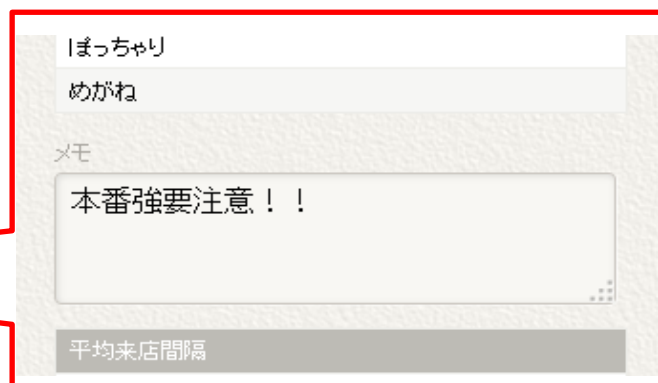 ぽっちゃり
めがね
メモ
本番強要注意！！
平均来店間隔